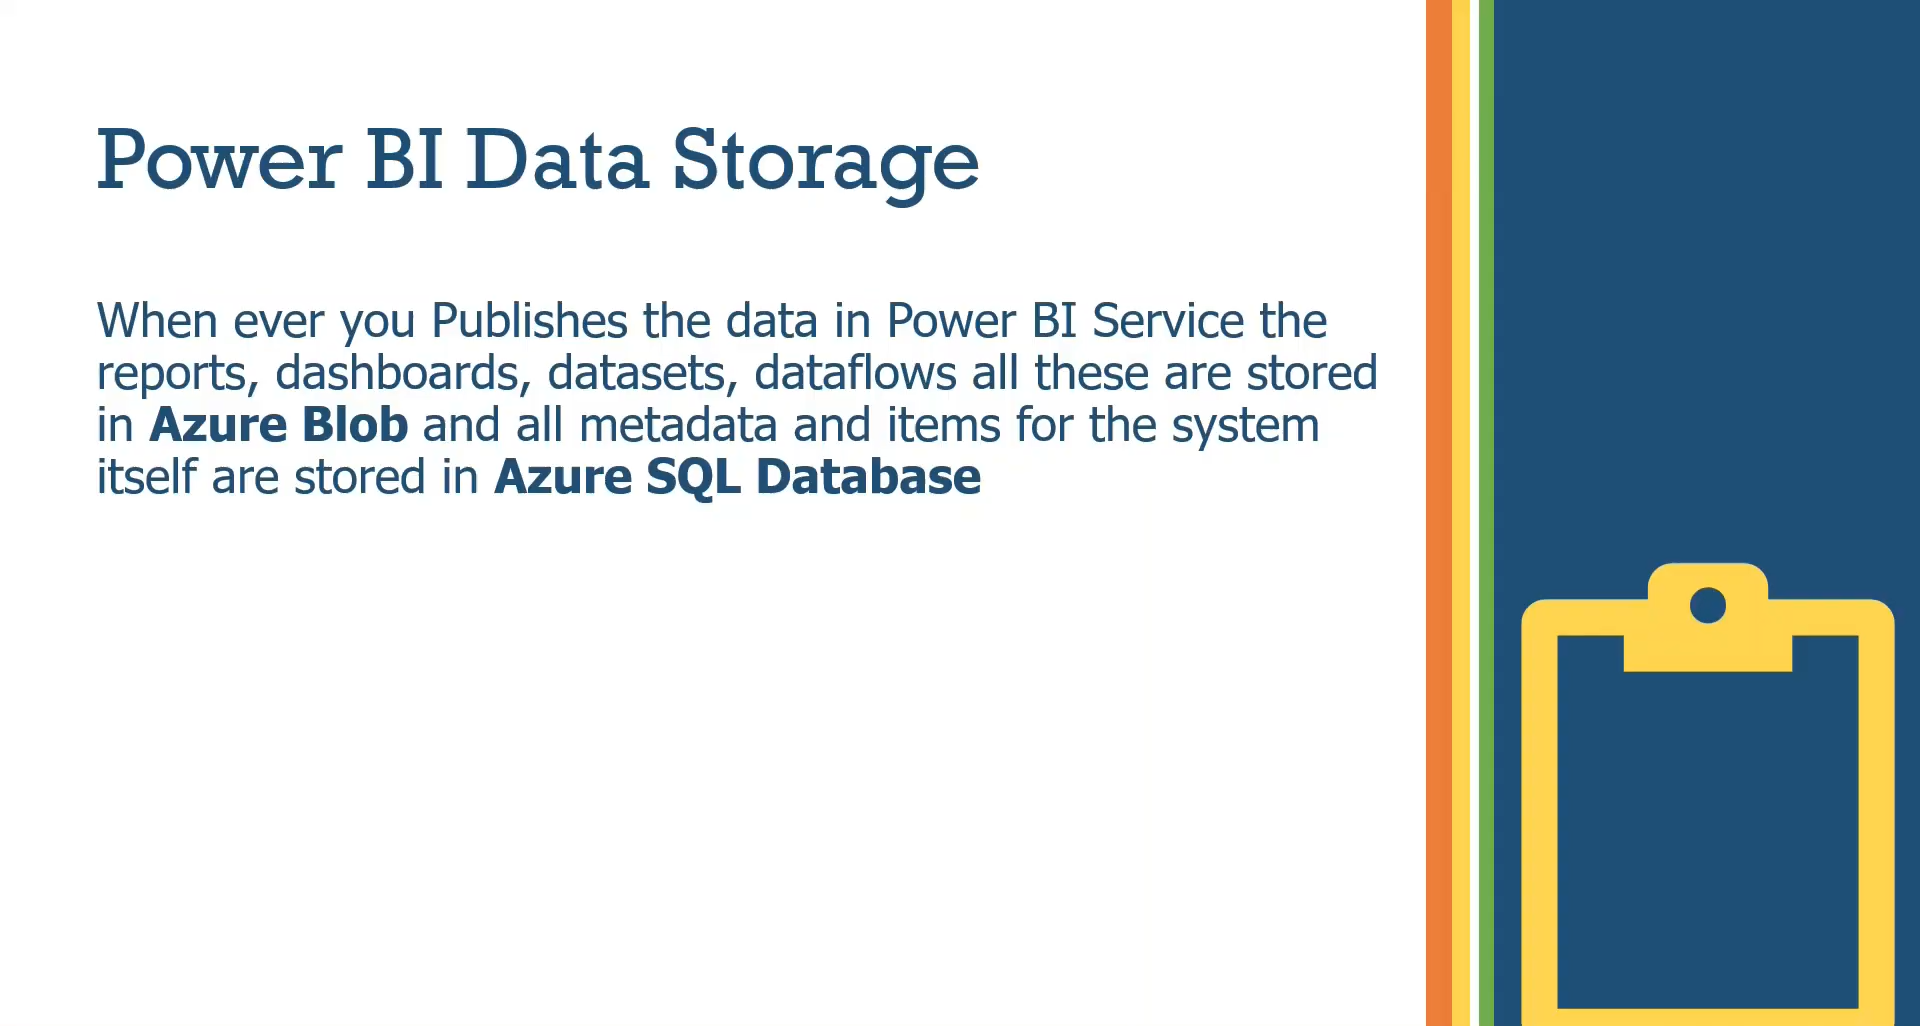 Power BI Data Storage
When ever you Publishes the data in Power BI Service the
reports, dashboards, datasets, dataflows all these are stored
in Azure Blob and all metadata and items for the system
itself are stored in Azure SQL Database